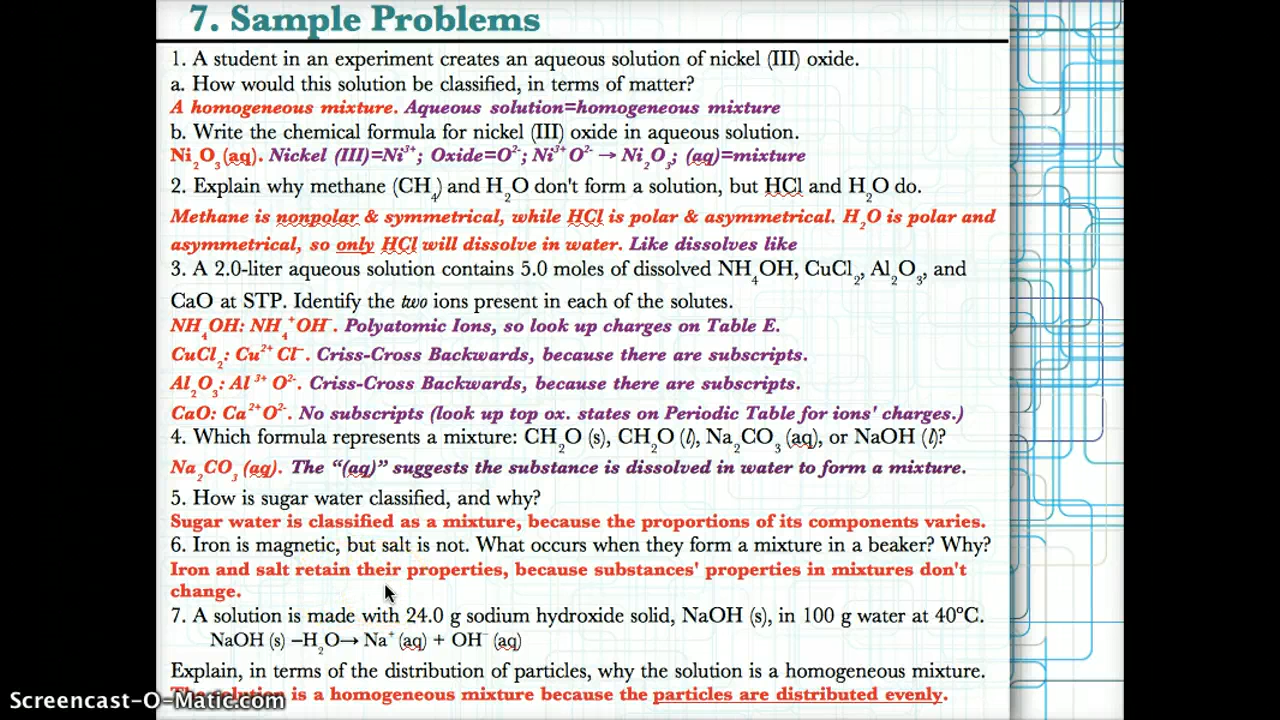 7. Sample Problems
1. A student in an experiment creates an aqueous solution of nickel (III) oxide.
a. How would this solution be classified, in terms of matter?
A homogeneous mixture. Aqueous solution=homogeneous mixture
b. Write the chemical formula for nickel (III) oxide in aqueous solution.
Ni₂O₃(aq). Nickel (III)=Ni³⁺; Oxide=O²⁻; Ni³⁺ O²⁻ → Ni₂O₃; (aq)=mixture
2. Explain why methane (CH₄) and H₂O don't form a solution, but HCl and H₂O do.
Methane is nonpolar & symmetrical, while HCl is polar & asymmetrical. H₂O is polar and
asymmetrical, so only HCl will dissolve in water. Like dissolves like
3. A 2.0-liter aqueous solution contains 5.0 moles of dissolved NH₄OH, CuCl₂, Al₂O₃, and
CaO at STP. Identify the two ions present in each of the solutes.
NH₄OH: NH₄⁺OH⁻. Polyatomic Ions, so look up charges on Table E.
CuCl₂: Cu²⁺ Cl⁻. Criss-Cross Backwards, because there are subscripts.
Al₂O₃: Al ³⁺ O²⁻. Criss-Cross Backwards, because there are subscripts.
CaO: Ca²⁺O²⁻. No subscripts (look up top ox. states on Periodic Table for ions' charges.)
4. Which formula represents a mixture: CH₂O (s), CH₂O (l), Na₂CO₃ (aq), or NaOH (l)?
Na₂CO₃ (aq). The “(aq)” suggests the substance is dissolved in water to form a mixture.
5. How is sugar water classified, and why?
Sugar water is classified as a mixture, because the proportions of its components varies.
6. Iron is magnetic, but salt is not. What occurs when they form a mixture in a beaker? Why?
Iron and salt retain their properties, because substances' properties in mixtures don't
change.
7. A solution is made with 24.0 g sodium hydroxide solid, NaOH (s), in 100 g water at 40°C.
NaOH (s) –H₂O→ Na⁺ (aq) + OH⁻ (aq)
Explain, in terms of the distribution of particles, why the solution is a homogeneous mixture.
The solution is a homogeneous mixture because the particles are distributed evenly.
Screencast-O-Matic.com